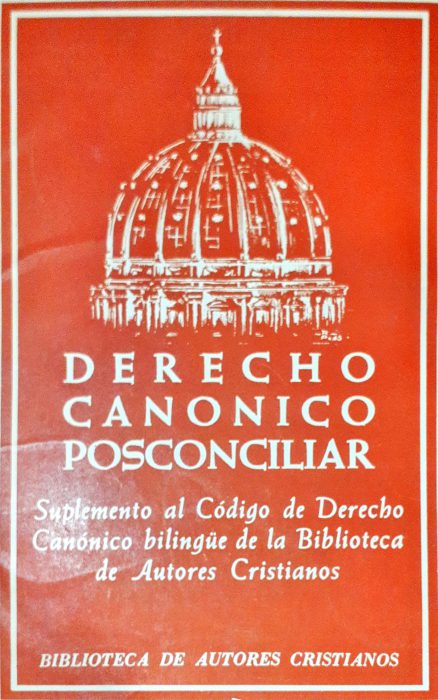 DERECHO
CANONICO
POSCONCILIAR
Suplemento al Código de Derecho
Canónico bilingüe de la Biblioteca
de Autores Cristianos
BIBLIOTECA DE AUTORES CRISTIANOS